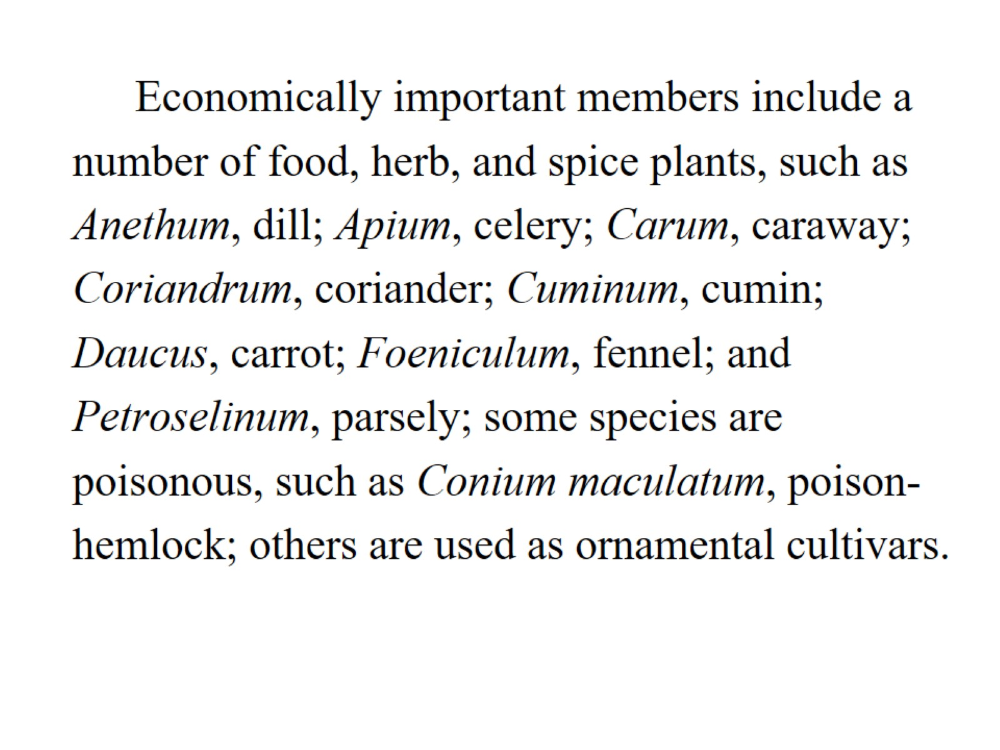 Economically important members include a
number of food, herb, and spice plants, such as
Anethum, dill; Apium, celery; Carum, caraway;
Coriandrum, coriander; Cuminum, cumin;
Daucus, carrot; Foeniculum, fennel; and
Petroselinum, parsely; some species are
poisonous, such as Conium maculatum, poison-
hemlock; others are used as ornamental cultivars.